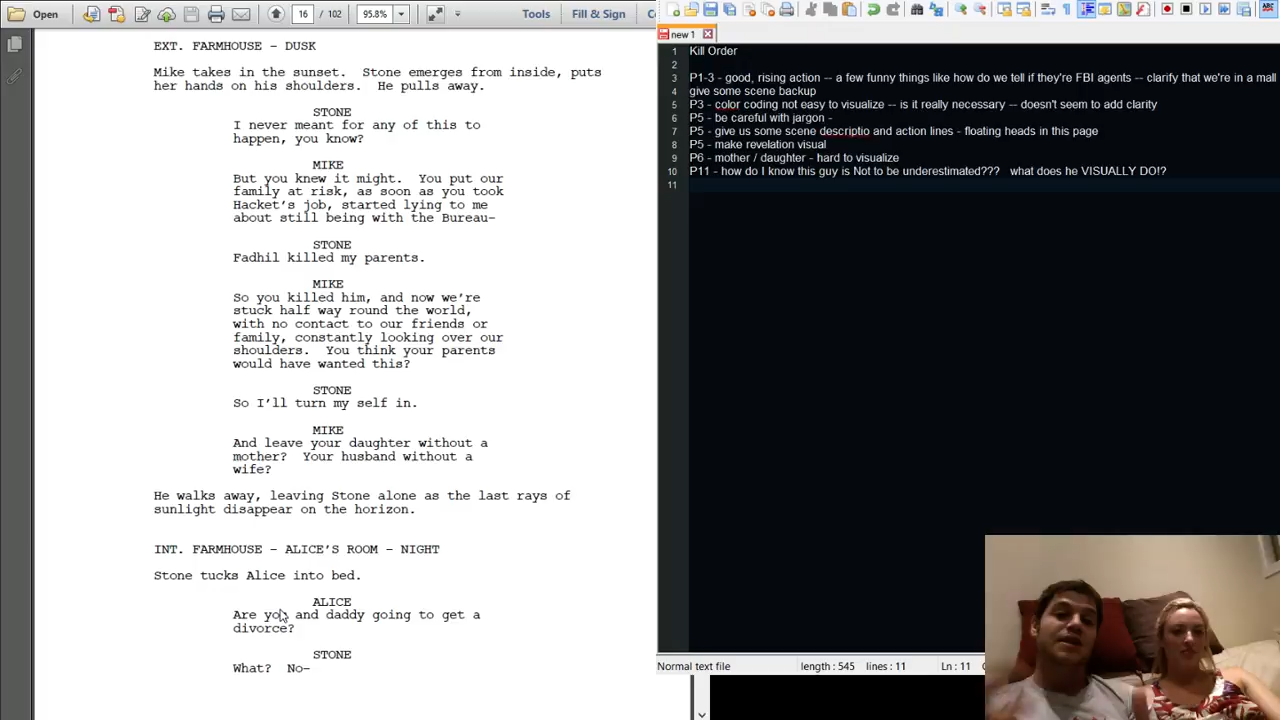 Open
16
/ 102
95.8%
Tools
Fill & Sign
EXT. FARMHOUSE - DUSK
Mike takes in the sunset.  Stone emerges from inside, puts
her hands on his shoulders.  He pulls away.
STONE
I never meant for any of this to
happen, you know?
MIKE
But you knew it might.  You put our
family at risk, as soon as you took
Hacket's job, started lying to me
about still being with the Bureau-
STONE
Fadhil killed my parents.
MIKE
So you killed him, and now we're
stuck half way round the world,
with no contact to our friends or
family, constantly looking over our
shoulders.  You think your parents
would have wanted this?
STONE
So I'll turn my self in.
MIKE
And leave your daughter without a
mother?  Your husband without a
wife?
He walks away, leaving Stone alone as the last rays of
sunlight disappear on the horizon.
INT. FARMHOUSE - ALICE'S ROOM - NIGHT
Stone tucks Alice into bed.
ALICE
Are you and daddy going to get a
divorce?
STONE
What?  No-
new 1
1 Kill Order
2
3 P1-3 - good, rising action -- a few funny things like how do we tell if they're FBI agents -- clarify that we're in a mall
4 give some scene backup
5 P3 - color coding not easy to visualize -- is it really necessary -- doesn't seem to add clarity
6 P5 - be careful with jargon -
7 P5 - give us some scene descriptio and action lines - floating heads in this page
8 P5 - make revelation visual
9 P6 - mother / daughter - hard to visualize
10 P11 - how do I know this guy is Not to be underestimated???   what does he VISUALLY DO!?
11
Normal text file
length : 545
lines : 11
Ln : 11